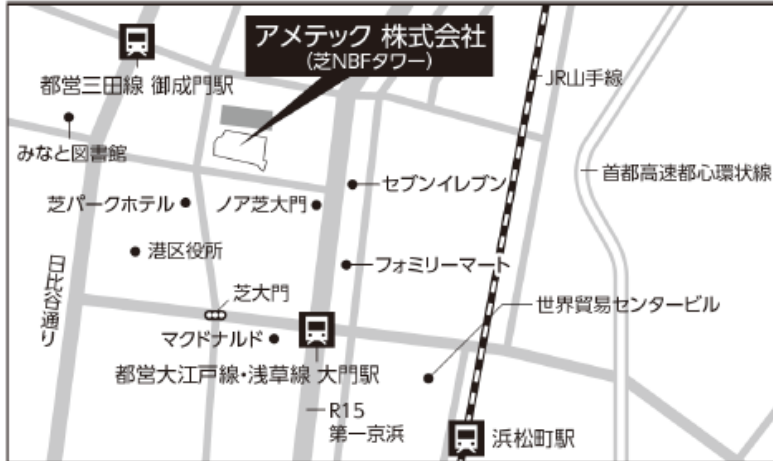 アメテック 株式会社
(芝NBFタワー)
都営三田線 御成門駅
JR山手線
みなと図書館
首都高速都心環状線
セブンイレブン
芝パークホテル
ノア芝大門
港区役所
フォミリーマート
日比谷通り
芝大門
世界貿易センタービル
マクドナルド
都営大江戸線・浅草線 大門駅
R15
第一京浜
浜松町駅